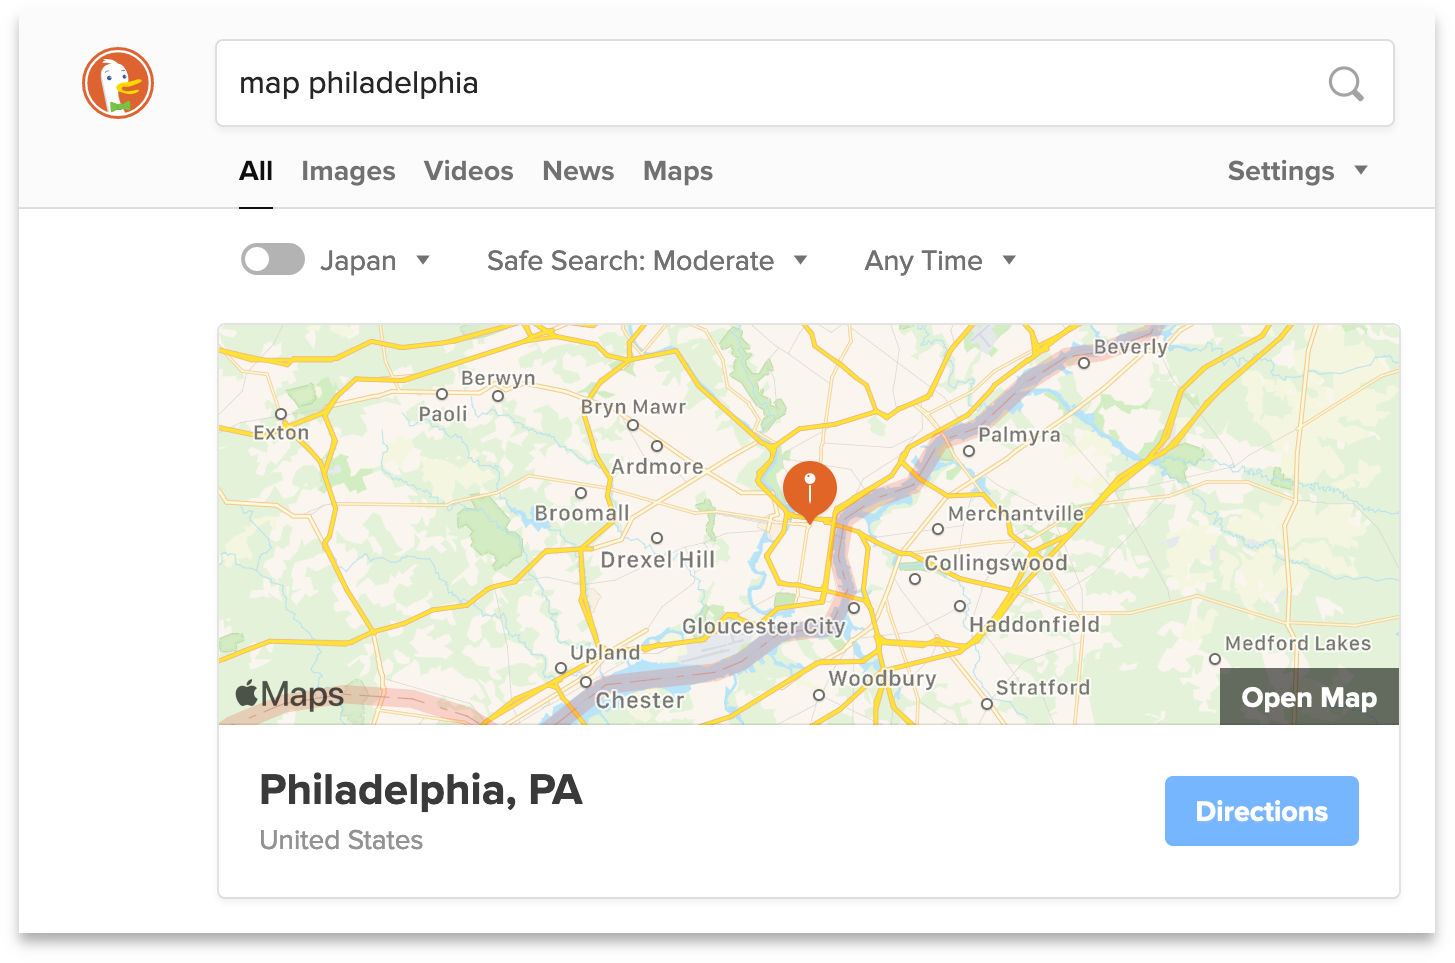 map philadelphia
All Images Videos News Maps Settings
Japan Safe Search: Moderate Any Time
Beverly
Berwyn
Paoli
Bryn Mawr
Exton
Palmyra
Ardmore
Broomall
Merchantville
Drexel Hill
Collingswood
Gloucester City
Haddonfield
Medford Lakes
Upland
Woodbury
Stratford
Chester
Maps
Open Map
Philadelphia, PA
United States
Directions